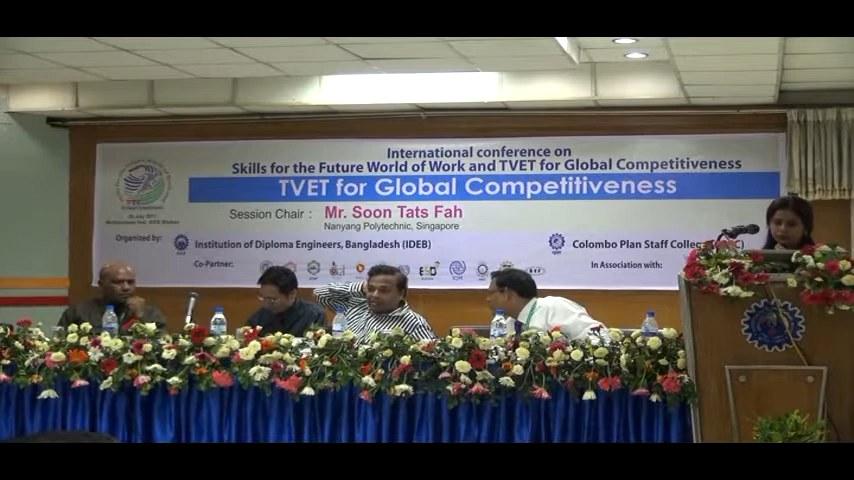 International conference on
Skills for the Future World of Work and TVET for Global Competitiveness
TVET for Global Competitiveness
Session Chair : Mr. Soon Tats Fah
Nanyang Polytechnic, Singapore
Organized by: Institution of Diploma Engineers, Bangladesh (IDEB) Colombo Plan Staff College
Co-Partner: In Association with: